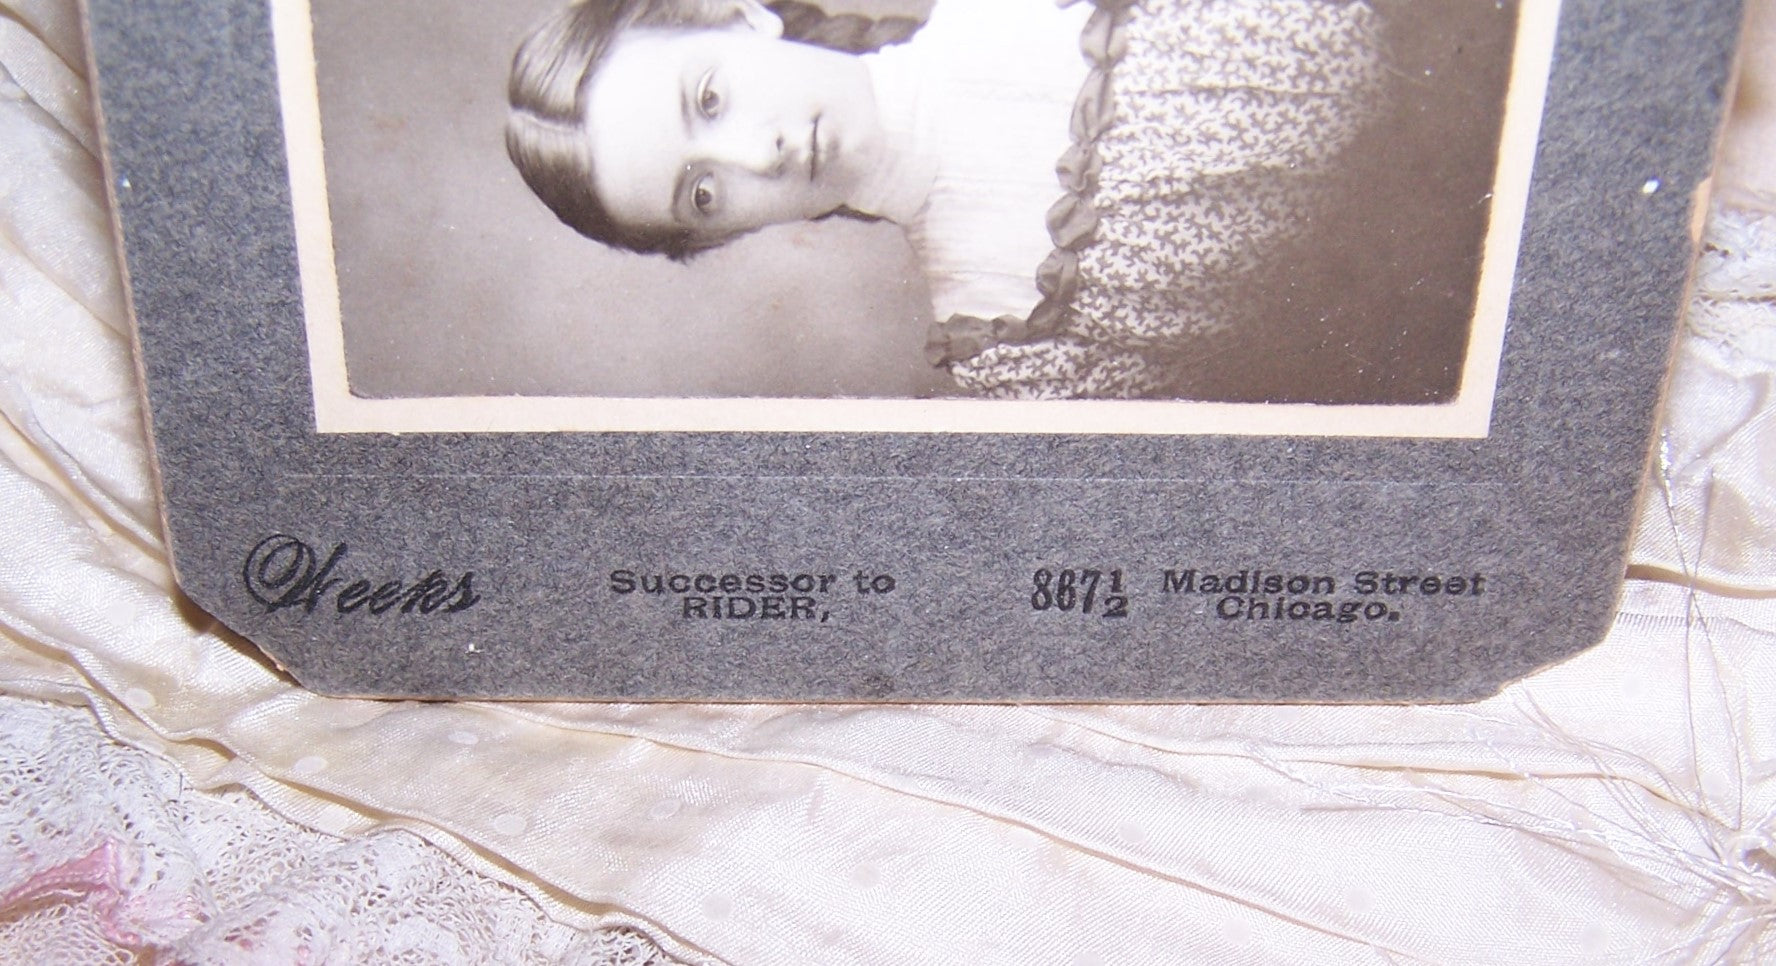 Weeks
Successor to
RIDER,
867½ Madison Street
Chicago.